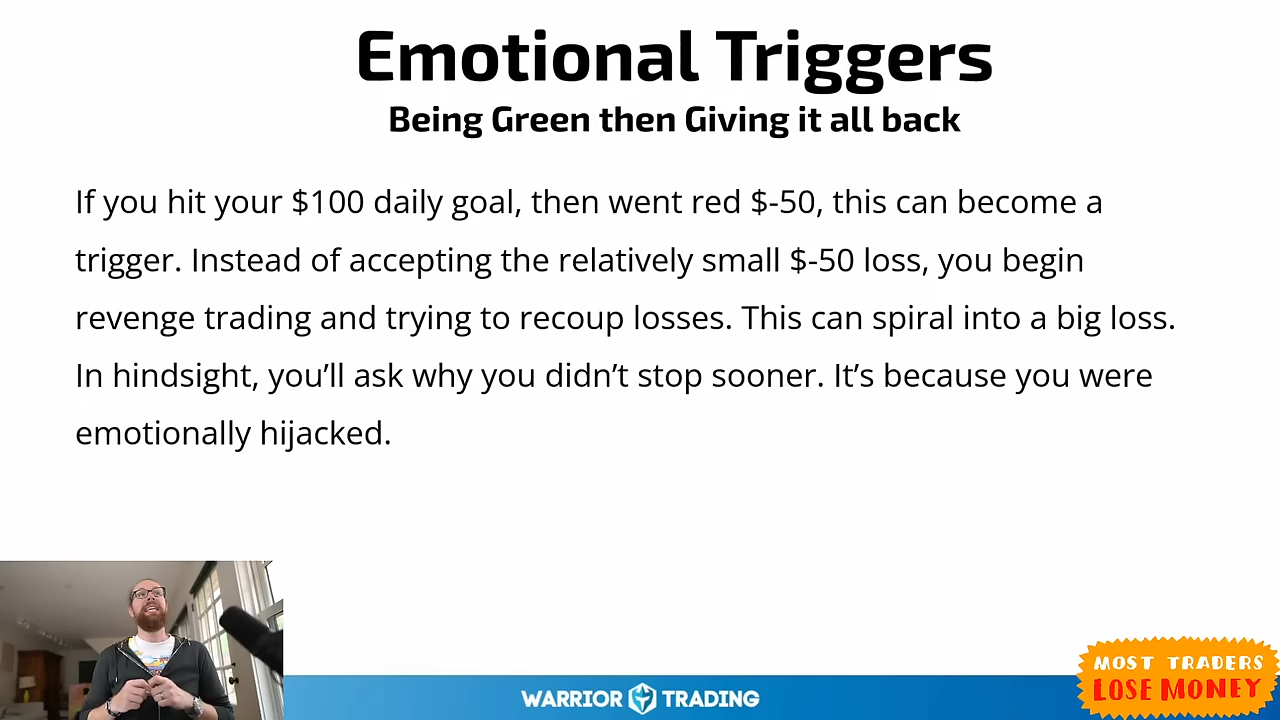 Emotional Triggers
Being Green then Giving it all back
If you hit your $100 daily goal, then went red $-50, this can become a
trigger. Instead of accepting the relatively small $-50 loss, you begin
revenge trading and trying to recoup losses. This can spiral into a big loss.
In hindsight, you’ll ask why you didn’t stop sooner. It’s because you were
emotionally hijacked.
WARRIOR TRADING
MOST TRADERS
LOSE MONEY